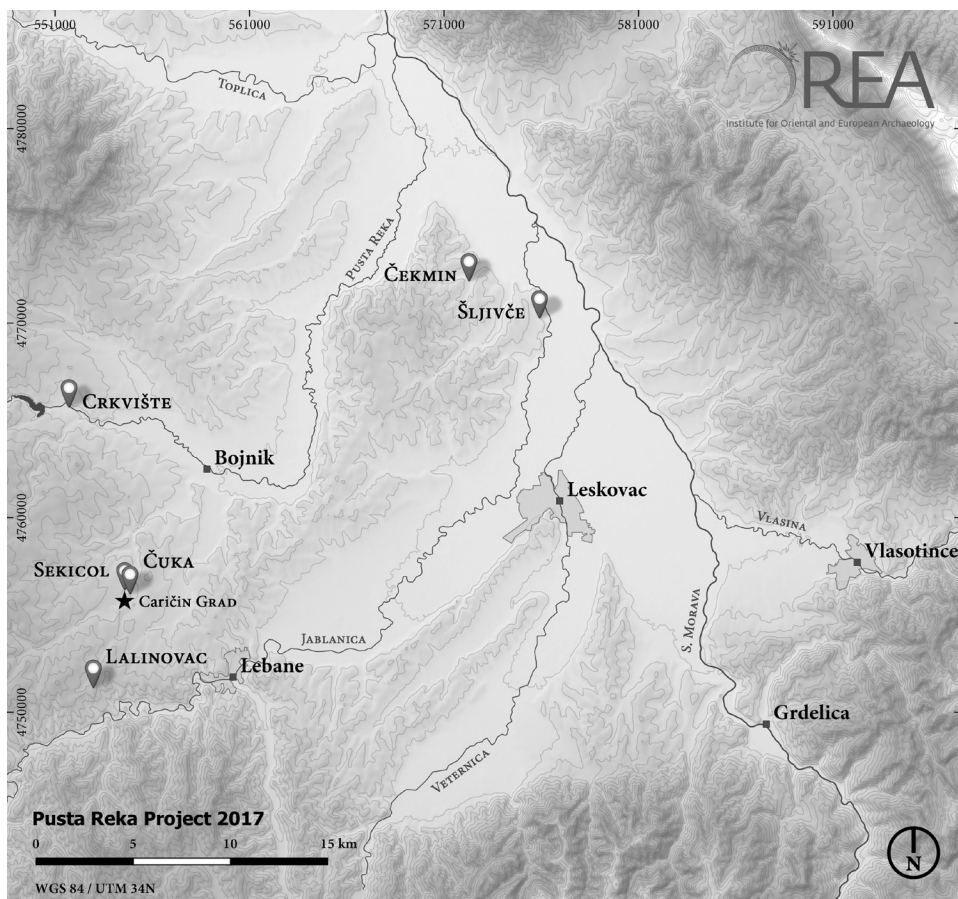 551000
561000
571000
581000
591000
OREA
Institute for Oriental and European Archaeology
4780000
4770000
4760000
4750000
Toplica
Pusta Reka
Čekmin
Šljivče
Crkvište
Bojnik
Leskovac
Vlasina
Vlasotince
Sekicol
Čuka
Caričin Grad
Jablanica
S. Morava
Lalinovac
Lebane
Grdelica
Veternica
Pusta Reka Project 2017
0 5 10 15 km
WGS 84 / UTM 34N
N